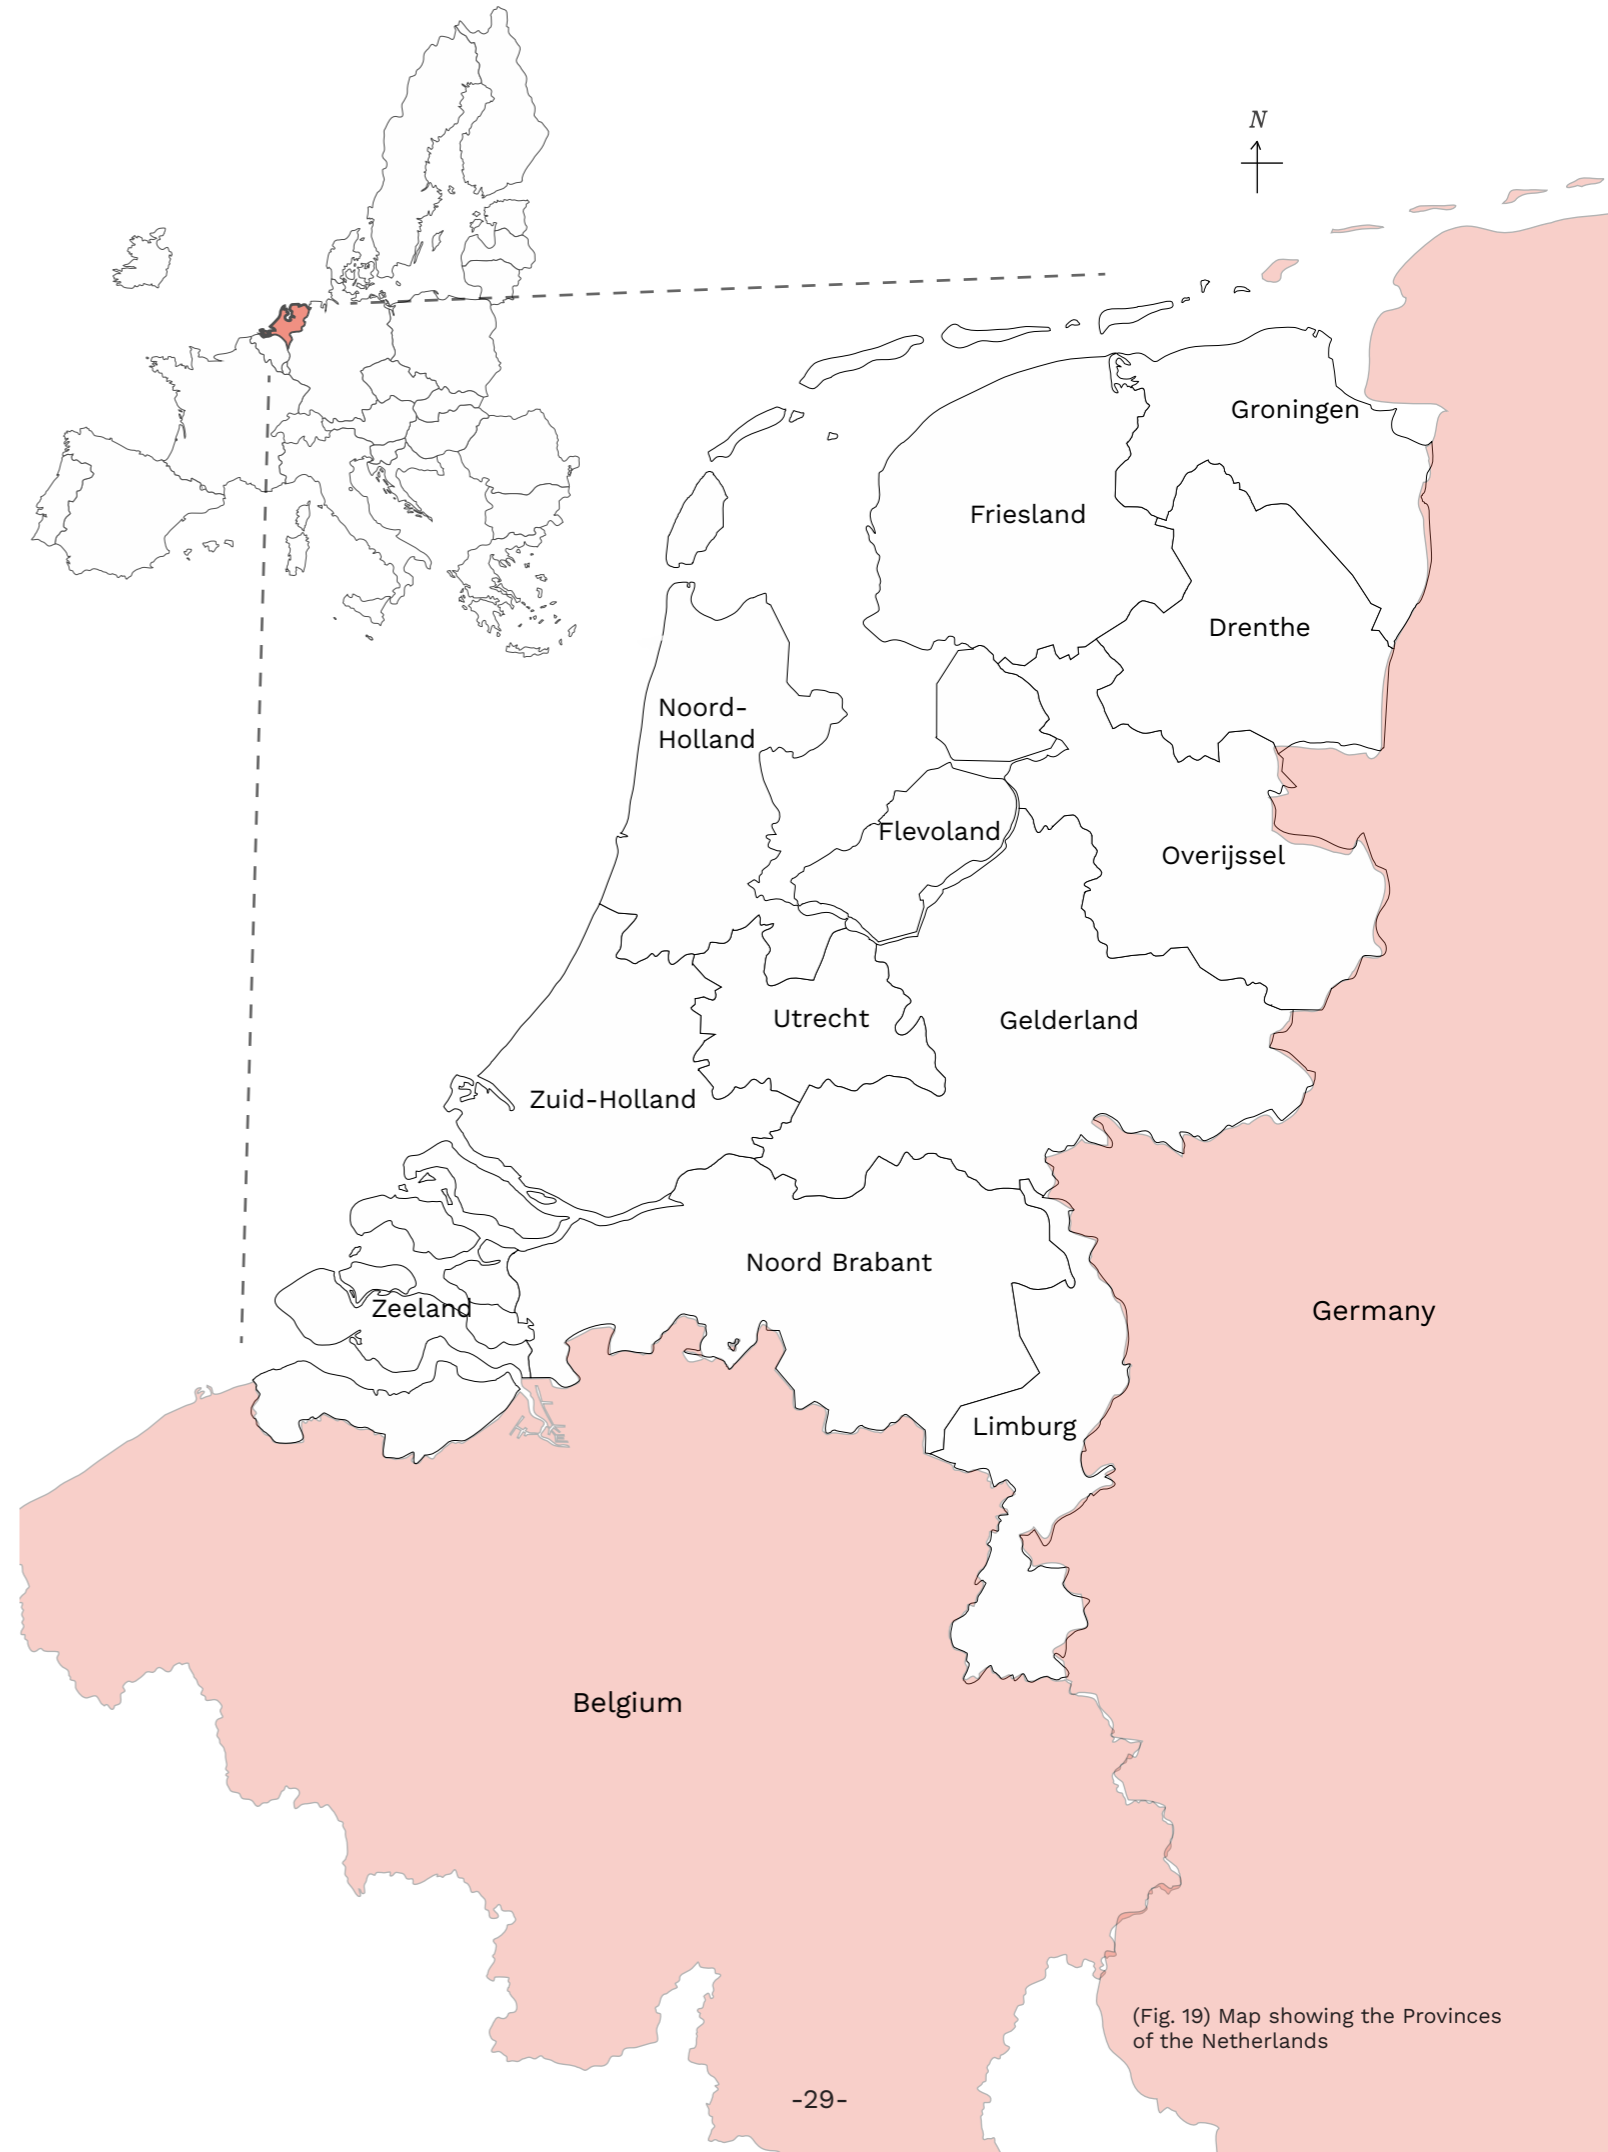 N
Groningen
Friesland
Drenthe
Noord-
Holland
Flevoland
Overijssel
Utrecht
Gelderland
Zuid-Holland
Noord Brabant
Zeeland
Germany
Limburg
Belgium
(Fig. 19) Map showing the Provinces
of the Netherlands
-29-